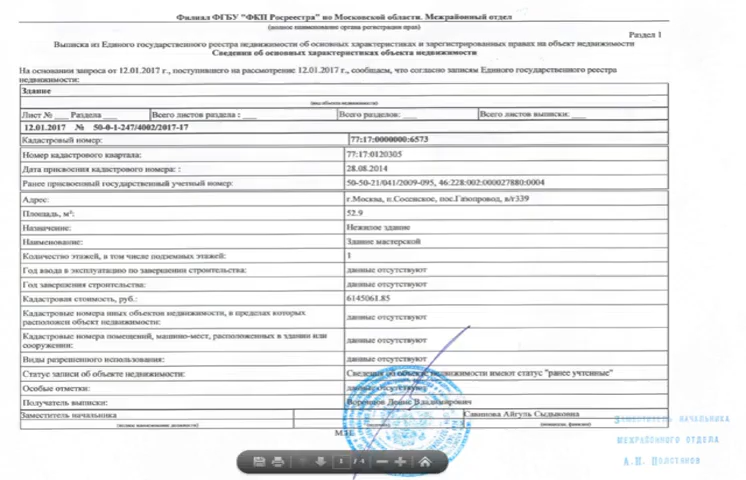 Филиал ФГБУ "ФКП Росреестра" по Московской области. Межрайонный отдел
(полное наименование органа регистрации прав)
Раздел 1
Выписка из Единого государственного реестра недвижимости об основных характеристиках и зарегистрированных правах на объект недвижимости
Сведения об основных характеристиках объекта недвижимости
На основании запроса от 12.01.2017 г., поступившего на рассмотрение 12.01.2017 г., сообщаем, что согласно записям Единого государственного реестра
недвижимости:
Здание
(вид объекта недвижимости)
Лист № ___ Раздела ___ Всего листов раздела : ___ Всего разделов: ___ Всего листов выписки: ___
12.01.2017 № 50-0-1-247/4002/2017-17
Кадастровый номер: 77:17:0000000:6573
Номер кадастрового квартала: 77:17:0120305
Дата присвоения кадастрового номера: : 28.08.2014
Ранее присвоенный государственный учетный номер: 50-50-21/041/2009-095, 46:228:002:000027880:0004
Адрес: г.Москва, п.Сосенское, пос.Газопровод, в/г339
Площадь, м²: 52.9
Назначение: Нежилое здание
Наименование: Здание мастерской
Количество этажей, в том числе подземных этажей: 1
Год ввода в эксплуатацию по завершении строительства: данные отсутствуют
Год завершения строительства: данные отсутствуют
Кадастровая стоимость, руб.: 6145061.85
Кадастровые номера иных объектов недвижимости, в пределах которых
расположен объект недвижимости: данные отсутствуют
Кадастровые номера помещений, машино-мест, расположенных в здании или
сооружении: данные отсутствуют
Виды разрешенного использования: данные отсутствуют
Статус записи об объекте недвижимости: Сведения об объекте недвижимости имеют статус "ранее учтенные"
Особые отметки: данные отсутствуют
Получатель выписки: Денис Владимирович
Заместитель начальника Савинова Айгуль Сыдыковна
(полное наименование должности) (подпись) (инициалы, фамилия)
М.П.
Заместитель начальника
межрайонного отдела
А.И. Полстянов
1 / 4